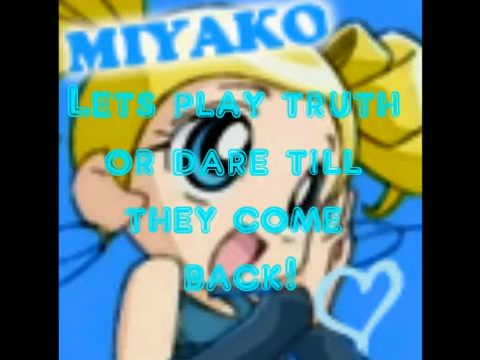 MIYAKO
Lets play truth
or dare till
they come
back!